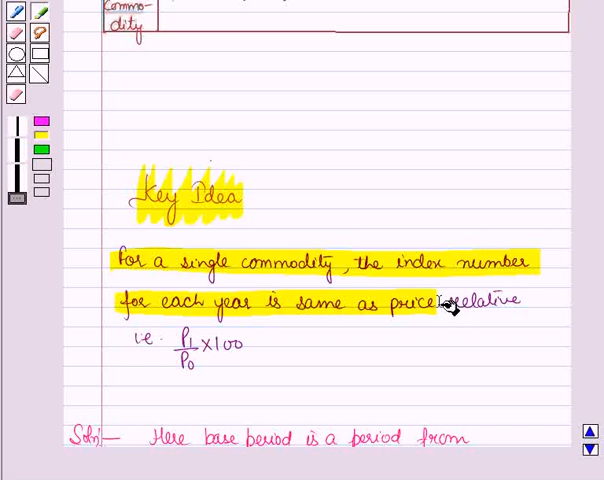 Commo-
dity
Key Idea
For a single commodity, the index number
for each year is same as price relative
i.e. P₁/P₀ × 100
Soln:— Here base period is a period from